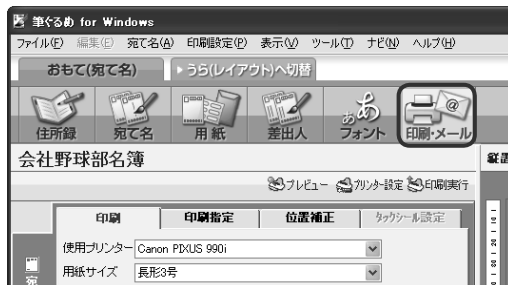 筆ぐるめ for Windows
ファイル(F) 編集(E) 宛て名(A) 印刷設定(P) 表示(V) ツール(T) ナビ(N) ヘルプ(H)
おもて(宛て名) うら(レイアウト)へ切替
住所録 宛て名 用紙 差出人 フォント 印刷・メール
会社野球部名簿
プレビュー プリンタ設定 印刷実行
印刷 印刷指定 位置補正 タックシール設定
使用プリンター Canon PIXUS 990i
用紙サイズ 長形3号
宛